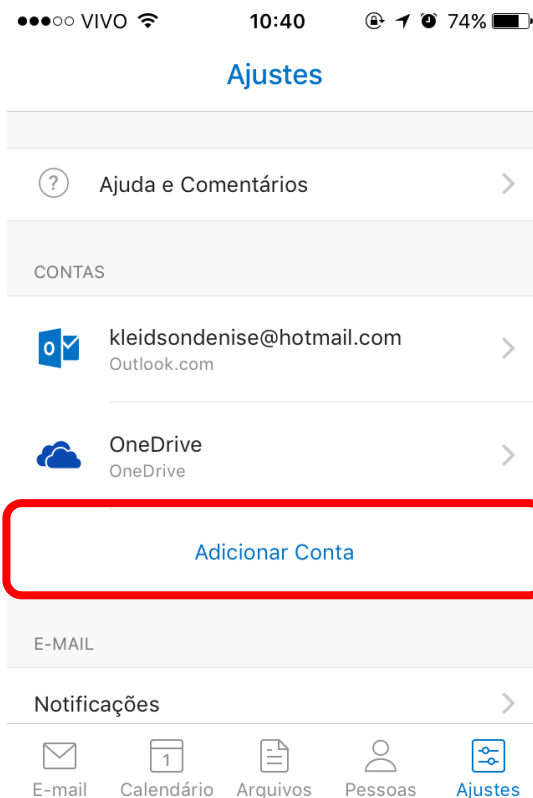 VIVO 10:40 74%
Ajustes
? Ajuda e Comentários
CONTAS
kleidsondenise@hotmail.com
Outlook.com
OneDrive
OneDrive
Adicionar Conta
E-MAIL
Notificações
1
E-mail Calendário Arquivos Pessoas Ajustes